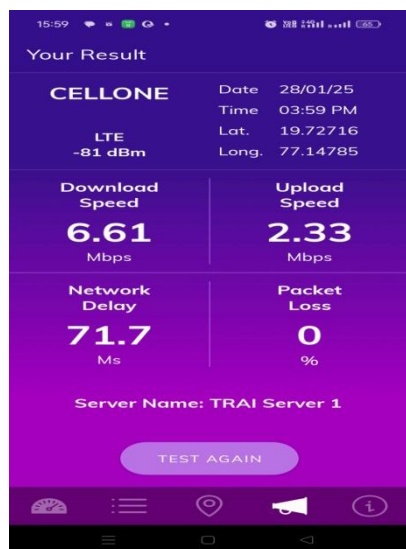 15:59
65
Your Result
CELLONE
LTE
-81 dBm
Date 28/01/25
Time 03:59 PM
Lat. 19.72716
Long. 77.14785
Download
Speed
6.61
Mbps
Upload
Speed
2.33
Mbps
Network
Delay
71.7
Ms
Packet
Loss
0
%
Server Name: TRAI Server 1
TEST AGAIN